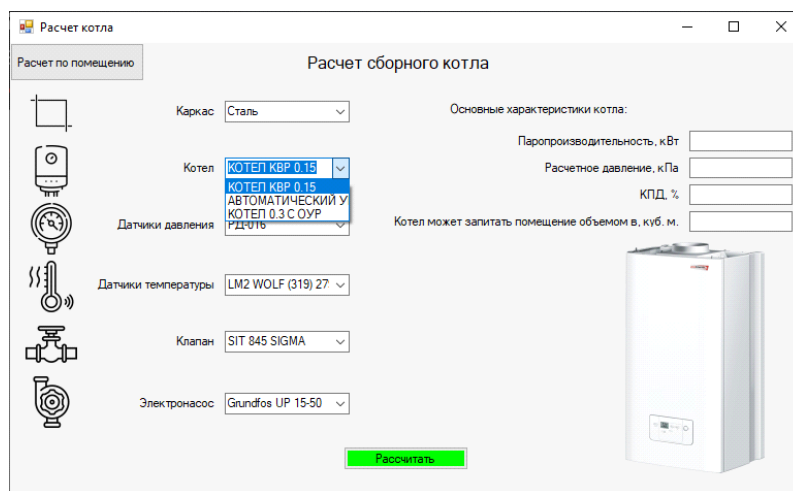 Расчет котла
Расчет по помещению
Расчет сборного котла
Каркас
Сталь
Котел
КОТЕЛ КВР 0.15
КОТЕЛ КВР 0.15
АВТОМАТИЧЕСКИЙ У
КОТЕЛ 0.3 С ОУР
Датчики давления
РД-016
Датчики температуры
LM2 WOLF (319) 27
Клапан
SIT 845 SIGMA
Электронасос
Grundfos UP 15-50
Основные характеристики котла:
Паропроизводительность, кВт
Расчетное давление, кПа
КПД, %
Котел может запитать помещение объемом в, куб. м.
Рассчитать